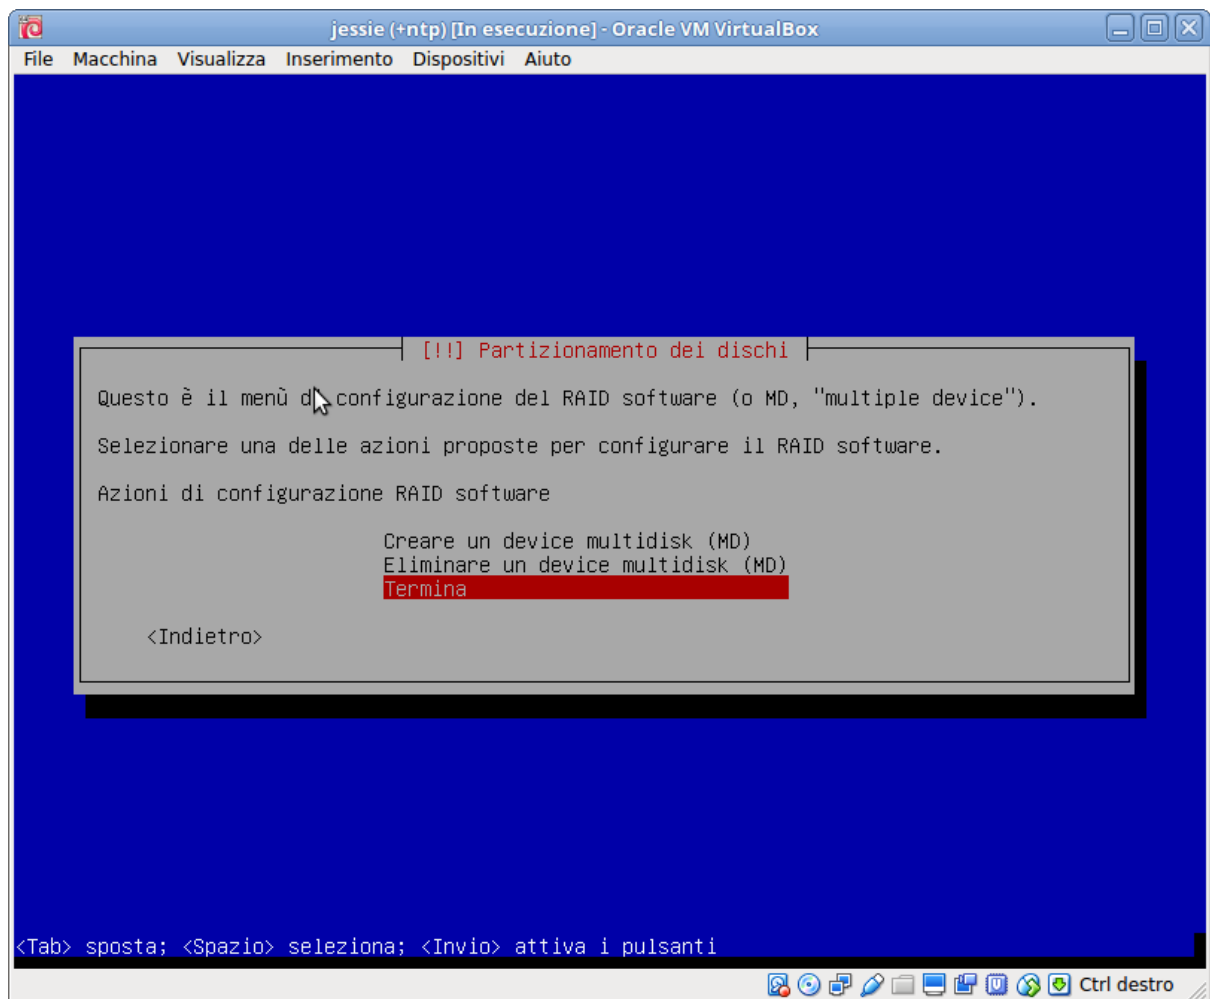 jessie (+ntp) [In esecuzione] - Oracle VM VirtualBox
File Macchina Visualizza Inserimento Dispositivi Aiuto
[!!] Partizionamento dei dischi
Questo è il menù di configurazione del RAID software (o MD, "multiple device").
Selezionare una delle azioni proposte per configurare il RAID software.
Azioni di configurazione RAID software
Creare un device multidisk (MD)
Eliminare un device multidisk (MD)
Termina
<Indietro>
<Tab> sposta; <Spazio> seleziona; <Invio> attiva i pulsanti
Ctrl destro